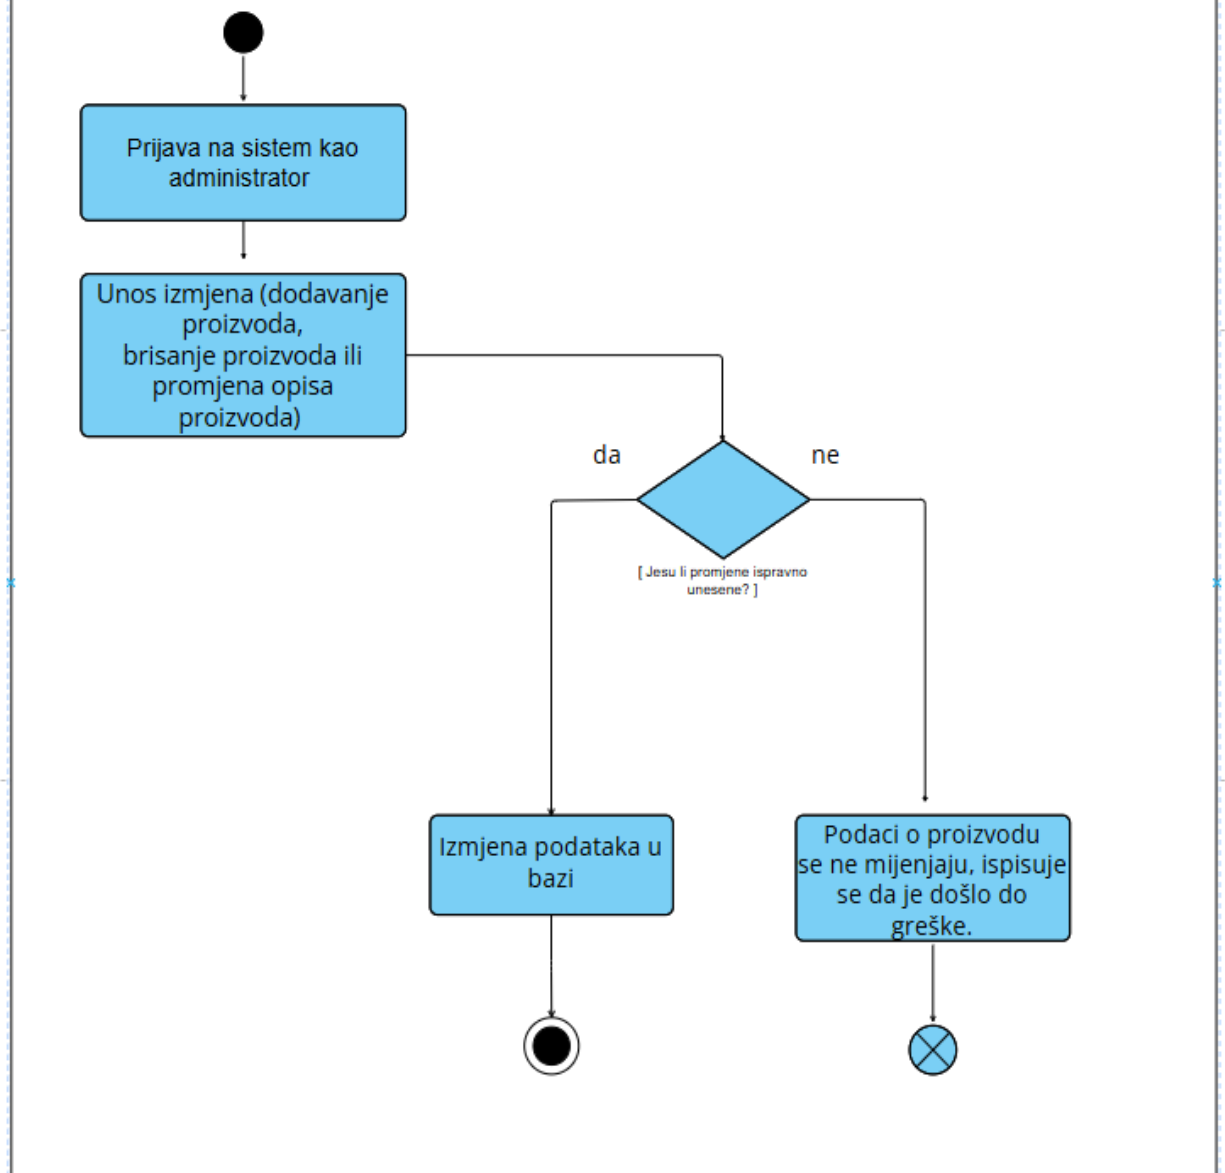 Prijava na sistem kao
administrator
Unos izmjena (dodavanje
proizvoda,
brisanje proizvoda ili
promjena opisa
proizvoda)
da
ne
[ Jesu li promjene ispravno
unesene? ]
Izmjena podataka u
bazi
Podaci o proizvodu
se ne mijenjaju, ispisuje
se da je došlo do
greške.